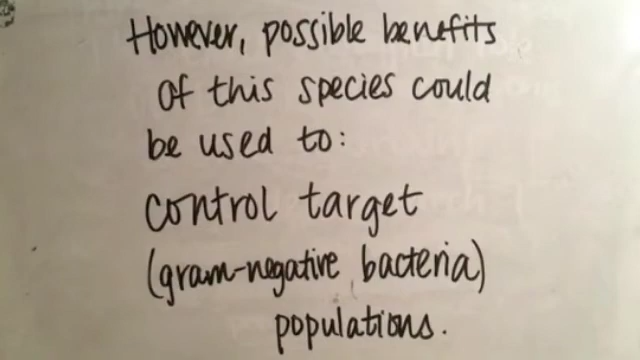 However, possible benefits
of this species could
be used to:
control target
(gram-negative bacteria)
populations.